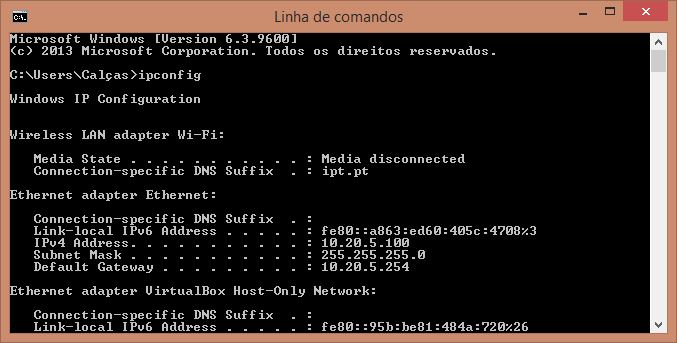 Linha de comandos
Microsoft Windows [Version 6.3.9600]
(c) 2013 Microsoft Corporation. Todos os direitos reservados.
C:\Users\Calças>ipconfig
Windows IP Configuration
Wireless LAN adapter Wi-Fi:
Media State . . . . . . . . . . . : Media disconnected
Connection-specific DNS Suffix  . : ipt.pt
Ethernet adapter Ethernet:
Connection-specific DNS Suffix  . :
Link-local IPv6 Address . . . . . : fe80::a863:ed60:405c:4708%3
IPv4 Address. . . . . . . . . . . : 10.20.5.100
Subnet Mask . . . . . . . . . . . : 255.255.255.0
Default Gateway . . . . . . . . . : 10.20.5.254
Ethernet adapter VirtualBox Host-Only Network:
Connection-specific DNS Suffix  . :
Link-local IPv6 Address . . . . . : fe80::95b:be81:484a:720%26